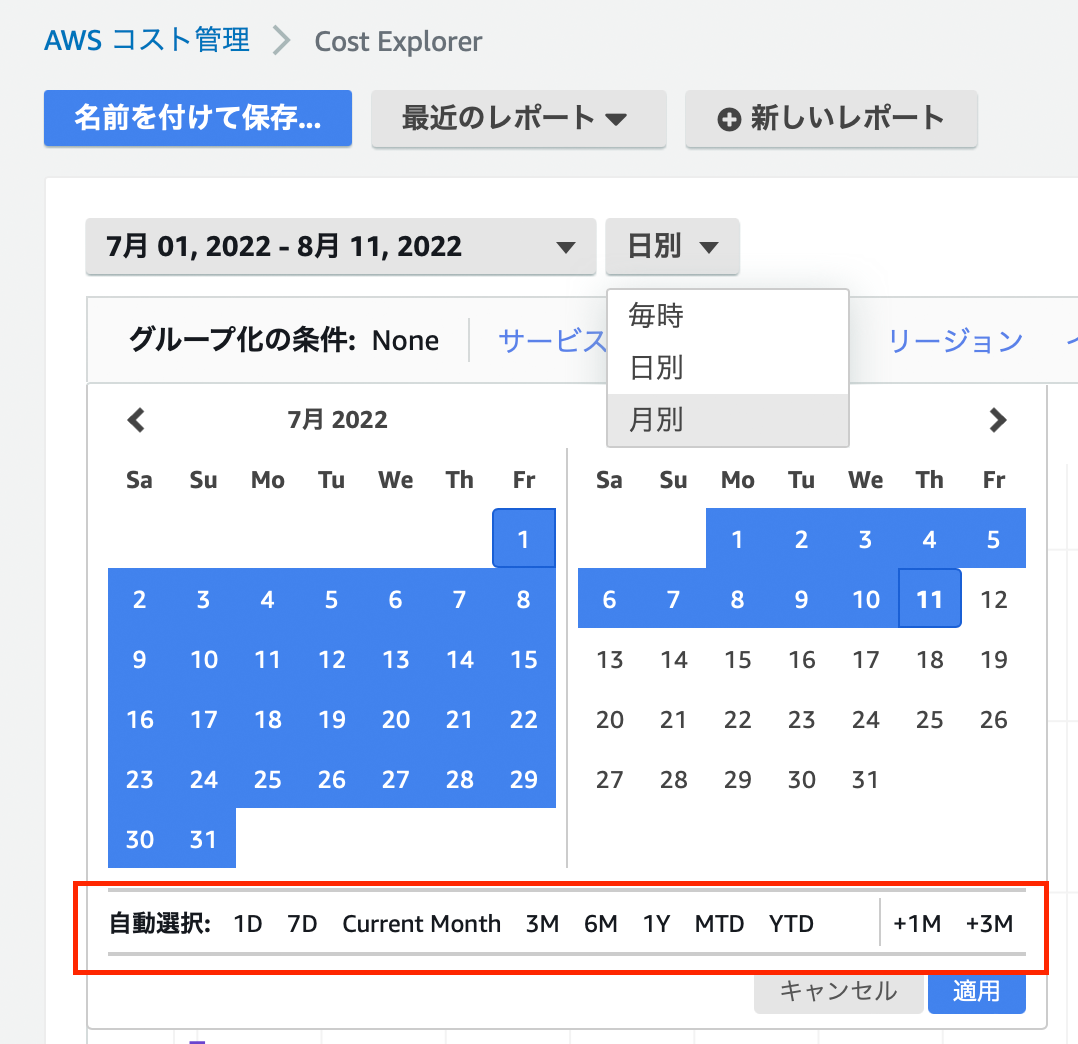 AWS コスト管理 Cost Explorer
名前を付けて保存... 最近のレポート 新しいレポート
7月 01, 2022 - 8月 11, 2022 日別
毎時
日別
月別
グループ化の条件: None サービス リージョン
7月 2022
Sa Su Mo Tu We Th Fr Sa Su Mo Tu We Th Fr
1 1 2 3 4 5
2 3 4 5 6 7 8 6 7 8 9 10 11 12
9 10 11 12 13 14 15 13 14 15 16 17 18 19
16 17 18 19 20 21 22 20 21 22 23 24 25 26
23 24 25 26 27 28 29 27 28 29 30 31
30 31
自動選択: 1D 7D Current Month 3M 6M 1Y MTD YTD +1M +3M
キャンセル 適用